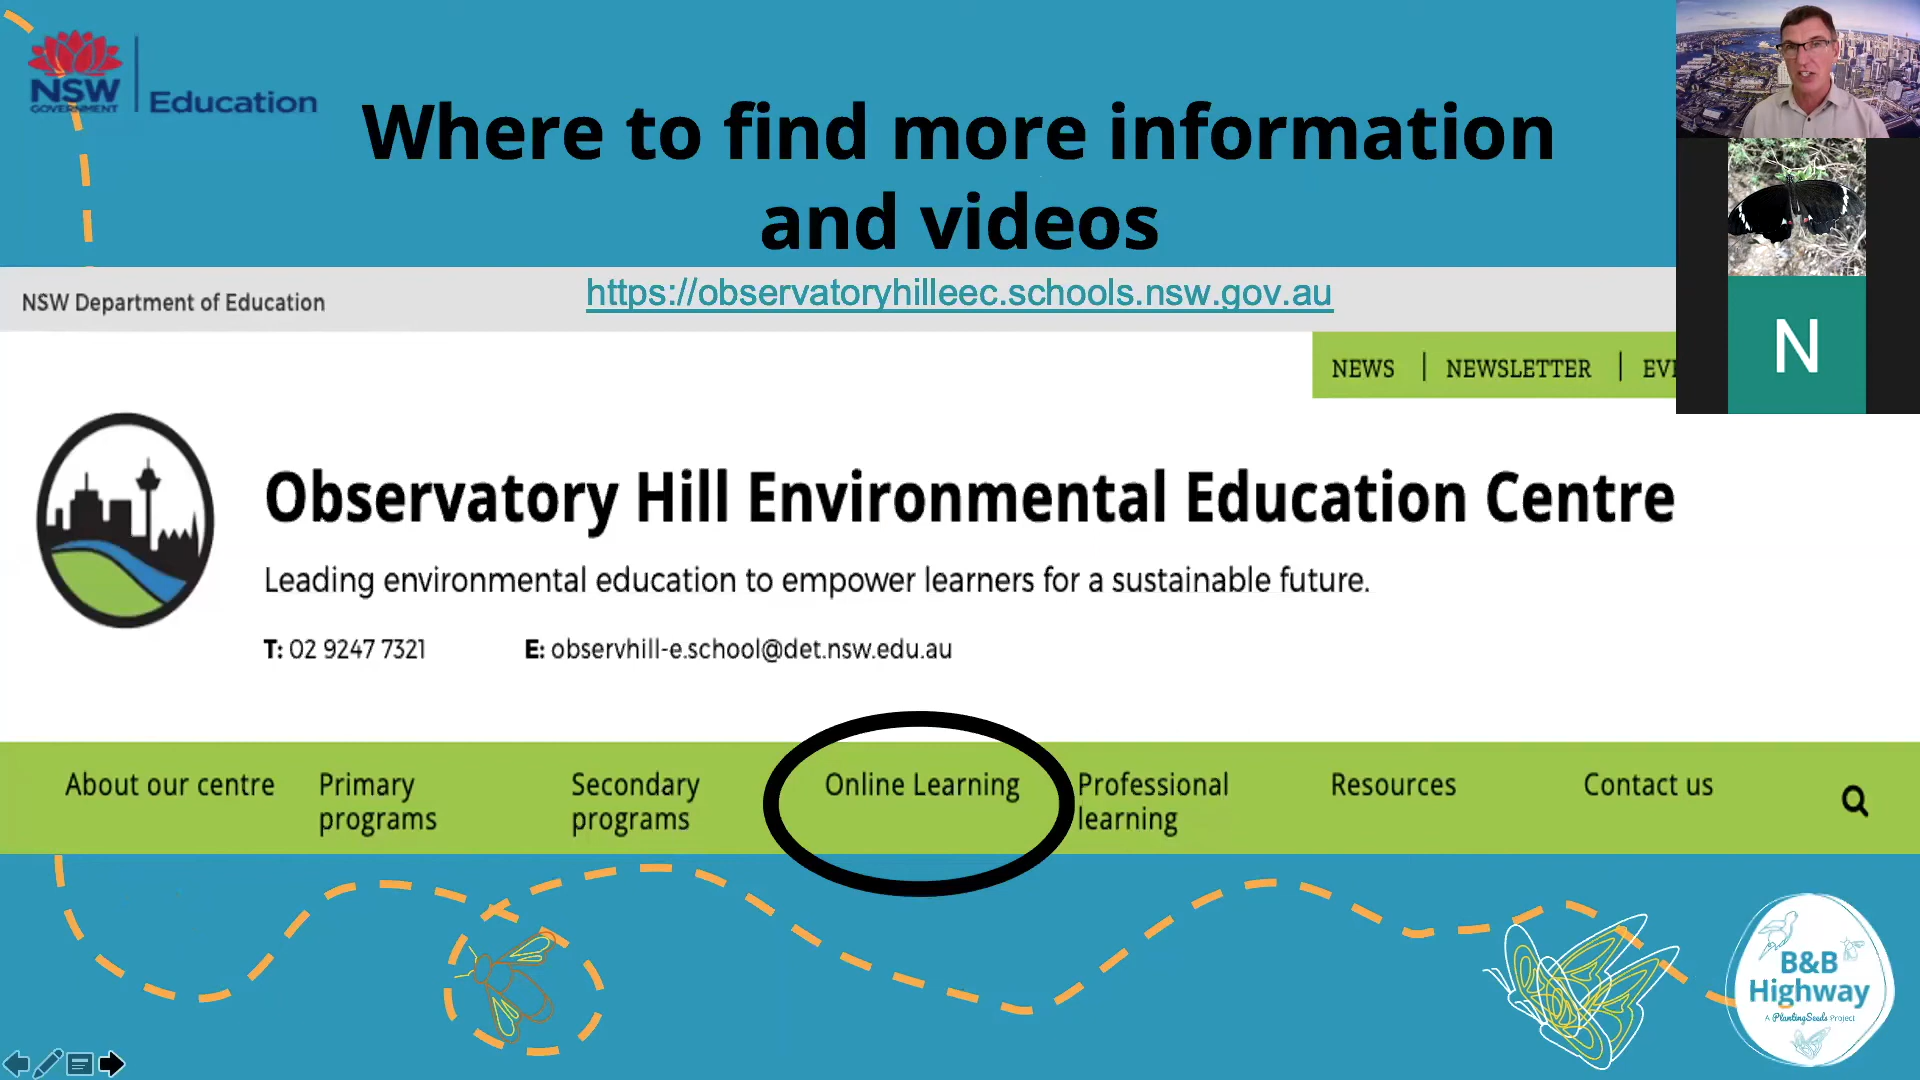 NSW
GOVERNMENT
Education
Where to find more information
and videos
NSW Department of Education
https://observatoryhilleec.schools.nsw.gov.au
NEWS | NEWSLETTER |
N
Observatory Hill Environmental Education Centre
Leading environmental education to empower learners for a sustainable future.
T: 02 9247 7321 E: observhill-e.school@det.nsw.edu.au
About our centre
Primary
programs
Secondary
programs
Online Learning
Professional
learning
Resources
Contact us
B&B
Highway
A PlantingSeeds Project